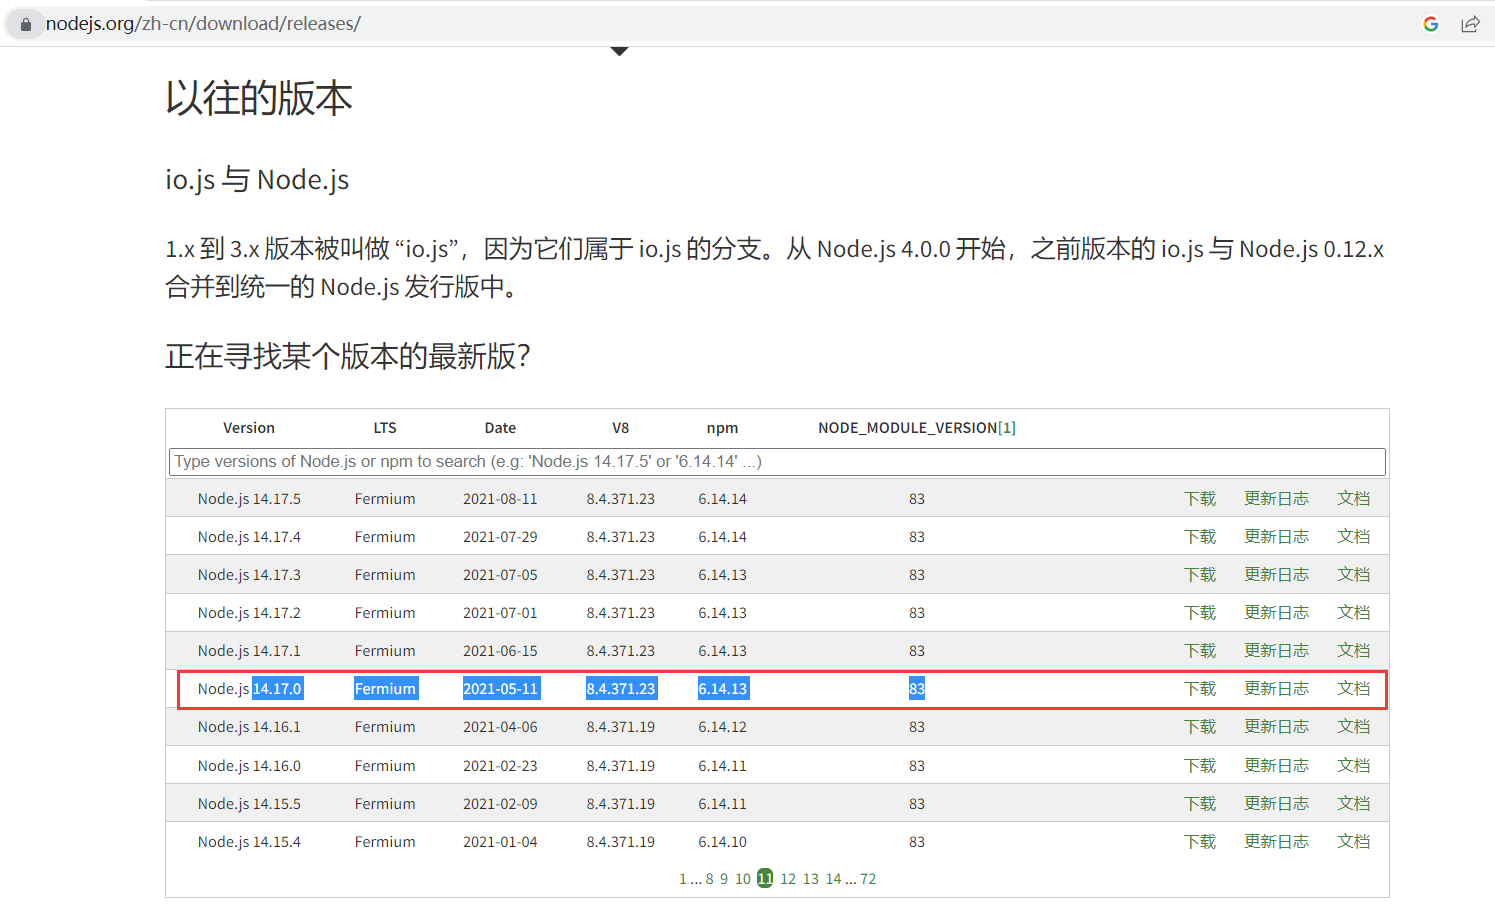 nodejs.org/zh-cn/download/releases/
以往的版本
io.js 与 Node.js
1.x 到 3.x 版本被叫做 “io.js”，因为它们属于 io.js 的分支。从 Node.js 4.0.0 开始，之前版本的 io.js 与 Node.js 0.12.x
合并到统一的 Node.js 发行版中。
正在寻找某个版本的最新版？
Version LTS Date V8 npm NODE_MODULE_VERSION[1]
Type versions of Node.js or npm to search (e.g: 'Node.js 14.17.5' or '6.14.14' ...)
Node.js 14.17.5 Fermium 2021-08-11 8.4.371.23 6.14.14 83 下载 更新日志 文档
Node.js 14.17.4 Fermium 2021-07-29 8.4.371.23 6.14.14 83 下载 更新日志 文档
Node.js 14.17.3 Fermium 2021-07-05 8.4.371.23 6.14.13 83 下载 更新日志 文档
Node.js 14.17.2 Fermium 2021-07-01 8.4.371.23 6.14.13 83 下载 更新日志 文档
Node.js 14.17.1 Fermium 2021-06-15 8.4.371.23 6.14.13 83 下载 更新日志 文档
Node.js 14.17.0 Fermium 2021-05-11 8.4.371.23 6.14.13 83 下载 更新日志 文档
Node.js 14.16.1 Fermium 2021-04-06 8.4.371.19 6.14.12 83 下载 更新日志 文档
Node.js 14.16.0 Fermium 2021-02-23 8.4.371.19 6.14.11 83 下载 更新日志 文档
Node.js 14.15.5 Fermium 2021-02-09 8.4.371.19 6.14.11 83 下载 更新日志 文档
Node.js 14.15.4 Fermium 2021-01-04 8.4.371.19 6.14.10 83 下载 更新日志 文档
1 ... 8 9 10 11 12 13 14 ... 72